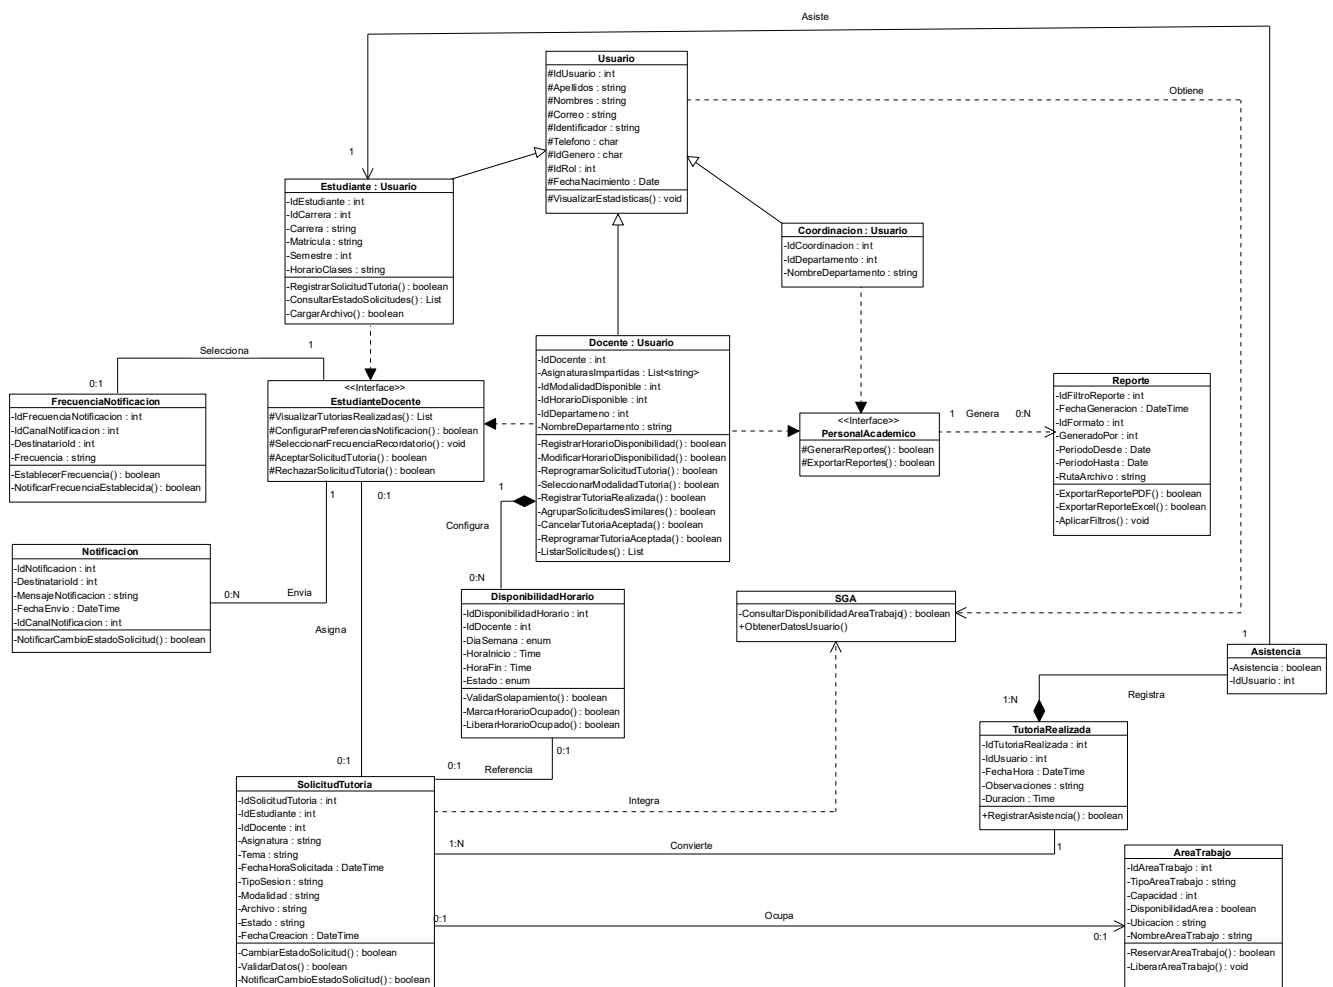 Asiste
Usuario
#IdUsuario : int
#Apellidos : string
#Nombres : string
#Correo : string
#Identificador : string
#Telefono : char
#IdGenero : char
#IdRol : int
#FechaNacimiento : Date
#VisualizarEstadisticas() : void
Obtiene
1
Estudiante : Usuario
-IdEstudiante : int
-IdCarrera : int
-Carrera : string
-Matricula : string
-Semestre : int
-HorarioClases : string
-RegistrarSolicitudTutoria() : boolean
-ConsultarEstadoSolicitudes() : List
-CargarArchivo() : boolean
Coordinacion : Usuario
-IdCoordinacion : int
-IdDepartamento : int
-NombreDepartamento : string
Docente : Usuario
-IdDocente : int
-AsignaturasImpartidas : List<string>
-IdModalidadDisponible : int
-IdHorarioDisponible : int
-IdDepartameno : int
-NombreDepartamento : string
-RegistrarHorarioDisponibilidad() : boolean
-ModificarHorarioDisponibilidad() : boolean
-ReprogramarSolicitudTutoria() : boolean
-SeleccionarModalidadTutoria() : boolean
-RegistrarTutoriaRealizada() : boolean
-AgruparSolicitudesSimilares() : boolean
-CancelarTutoriaAceptada() : boolean
-ReprogramarTutoriaAceptada() : boolean
-ListarSolicitudes() : List
Selecciona
1
0:1
FrecuenciaNotificacion
-IdFrecuenciaNotificacion : int
-IdCanalNotificacion : int
-DestinatarioId : int
-Frecuencia : string
-EstablecerFrecuencia() : boolean
-NotificarFrecuenciaEstablecida() : boolean
<<Interface>>
EstudianteDocente
#VisualizarTutoriasRealizadas() : List
#ConfigurarPreferenciasNotificacion() : boolean
#SeleccionarFrecuenciaRecordatorio() : void
#AceptarSolicitudTutoria() : boolean
#RechazarSolicitudTutoria() : boolean
<<Interface>>
PersonalAcademico
#GenerarReportes() : boolean
#ExportarReportes() : boolean
1
Genera
0:N
Reporte
-IdFiltroReporte : int
-FechaGeneracion : DateTime
-IdFormato : int
-GeneradoPor : int
-PeriodoDesde : Date
-PeriodoHasta : Date
-RutaArchivo : string
-ExportarReportePDF() : boolean
-ExportarReporteExcel() : boolean
-AplicarFiltros() : void
1
0:1
1
Configura
0:N
Notificacion
-IdNotificacion : int
-DestinatarioId : int
-MensajeNotificacion : string
-FechaEnvio : DateTime
-IdCanalNotificacion : int
-NotificarCambioEstadoSolicitud() : boolean
0:N
Envia
Asigna
DisponibilidadHorario
-IdDisponibilidadHorario : int
-IdDocente : int
-DiaSemana : enum
-HoraInicio : Time
-HoraFin : Time
-Estado : enum
-ValidarSolapamiento() : boolean
-MarcarHorarioOcupado() : boolean
-LiberarHorarioOcupado() : boolean
SGA
-ConsultarDisponibilidadAreaTrabajo() : boolean
+ObtenerDatosUsuario()
1
Asistencia
-Asistencia : boolean
-IdUsuario : int
Registra
1:N
TutoriaRealizada
-IdTutoriaRealizada : int
-IdUsuario : int
-FechaHora : DateTime
-Observaciones : string
-Duracion : Time
+RegistrarAsistencia() : boolean
0:1
0:1
0:1
Referencia
SolicitudTutoria
-IdSolicitudTutoria : int
-IdEstudiante : int
-IdDocente : int
-Asignatura : string
-Tema : string
-FechaHoraSolicitada : DateTime
-TipoSesion : string
-Modalidad : string
-Archivo : string
-Estado : string
-FechaCreacion : DateTime
-CambiarEstadoSolicitud() : boolean
-ValidarDatos() : boolean
-NotificarCambioEstadoSolicitud() : boolean
Integra
1:N
Convierte
1
0:1
Ocupa
0:1
AreaTrabajo
-IdAreaTrabajo : int
-TipoAreaTrabajo : string
-Capacidad : int
-DisponibilidadArea : boolean
-Ubicacion : string
-NombreAreaTrabajo : string
-ReservarAreaTrabajo() : boolean
-LiberarAreaTrabajo() : void